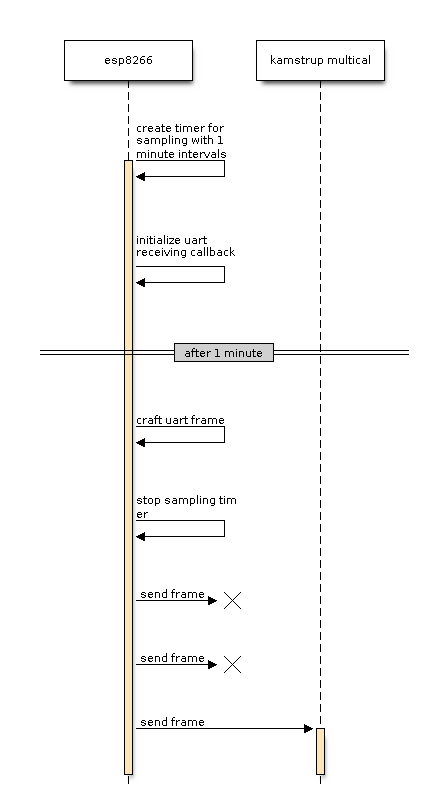 esp8266
kamstrup multical
create timer for
sampling with 1
minute intervals
initialize uart
receiving callback
after 1 minute
craft uart frame
stop sampling tim
er
send frame
send frame
send frame